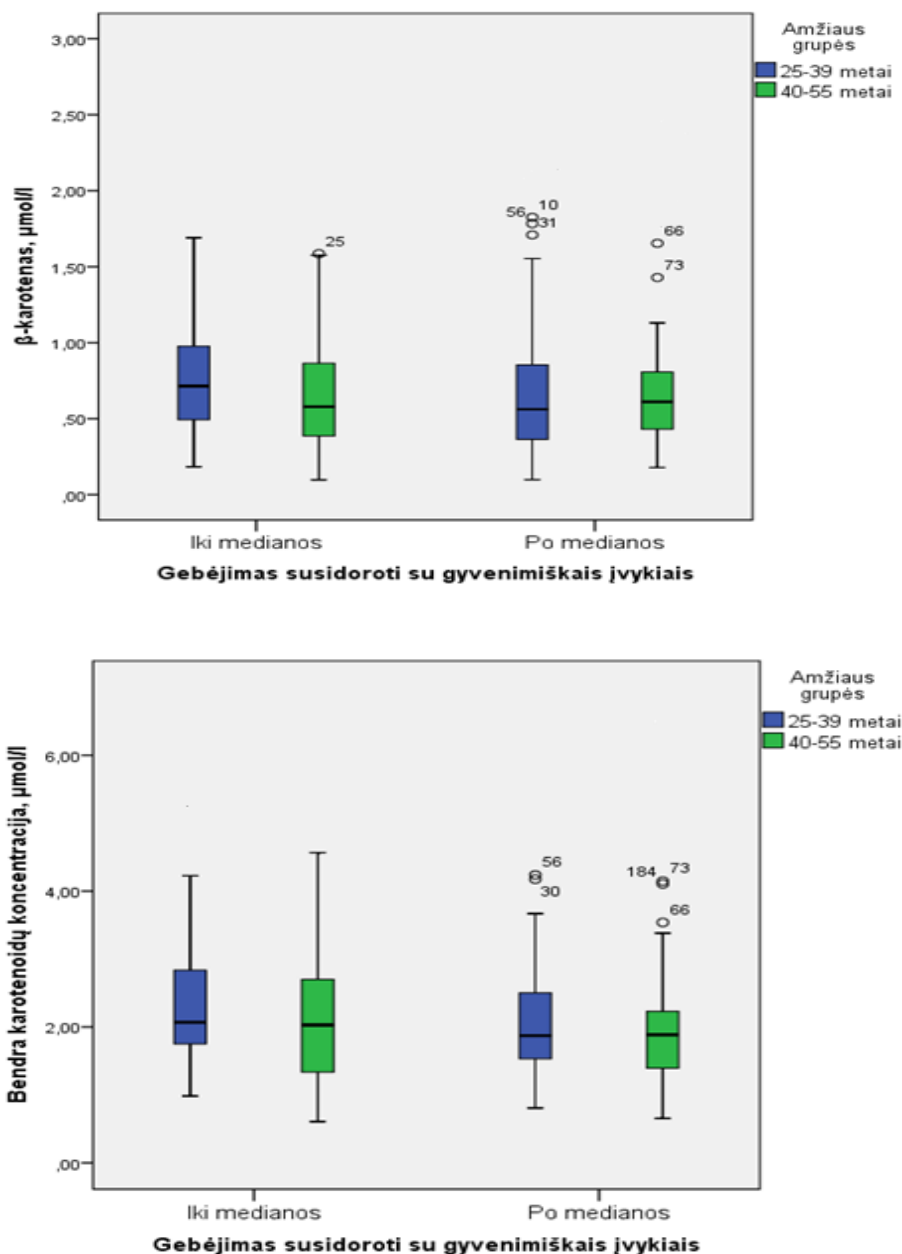 Amžiaus
grupės
25-39 metai
40-55 metai
β-karotenas, µmol/l
3,00
2,50
2,00
1,50
1,00
,50
,00
25
56 10
31
66
73
Iki medianos Po medianos
Gebėjimas susidoroti su gyvenimiškais įvykiais
Amžiaus
grupės
25-39 metai
40-55 metai
Bendra karotenoidų koncentracija, µmol/l
6,00
4,00
2,00
,00
56
30
184 73
66
Iki medianos Po medianos
Gebėjimas susidoroti su gyvenimiškais įvykiais